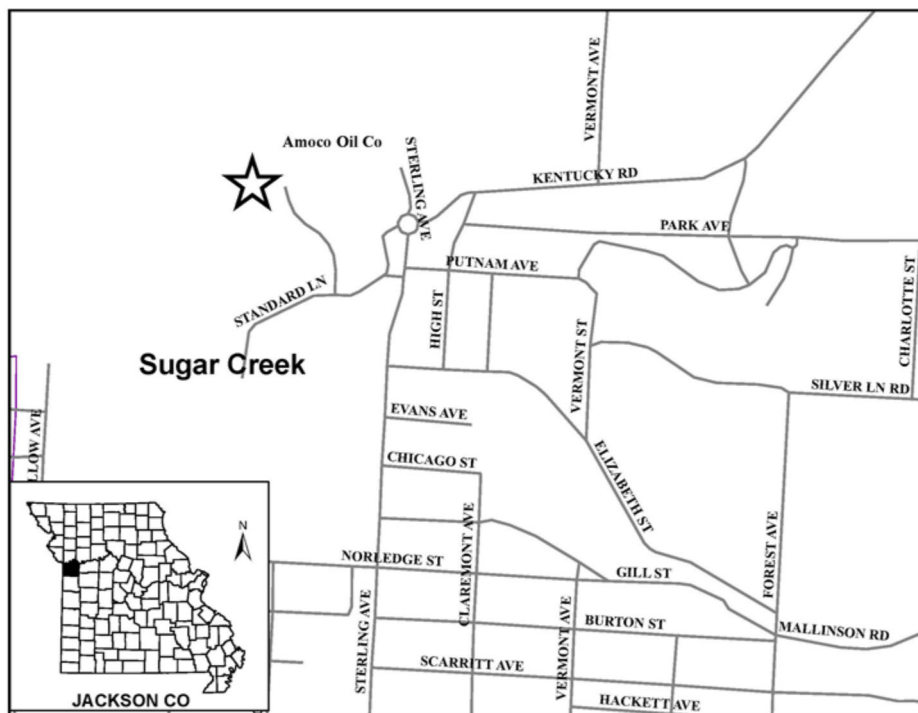 VERMONT AVE
Amoco Oil Co
STERLING AVE
KENTUCKY RD
PARK AVE
PUTNAM AVE
STANDARD LN
HIGH ST
CHARLOTTE ST
Sugar Creek
VERMONT ST
SILVER LN RD
EVANS AVE
LLOW AVE
CHICAGO ST
ELIZABETH ST
CLAREMONT AVE
FOREST AVE
N
NORLEDGE ST
GILL ST
STERLING AVE
VERMONT AVE
BURTON ST
MALLINSON RD
SCARRITT AVE
JACKSON CO
HACKETT AVE